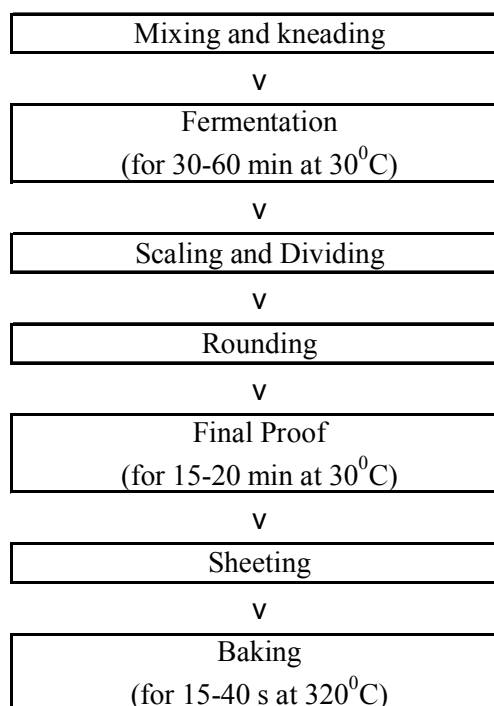 Mixing and kneading
v
Fermentation
(for 30-60 min at 30⁰C)
v
Scaling and Dividing
v
Rounding
v
Final Proof
(for 15-20 min at 30⁰C)
v
Sheeting
v
Baking
(for 15-40 s at 320⁰C)